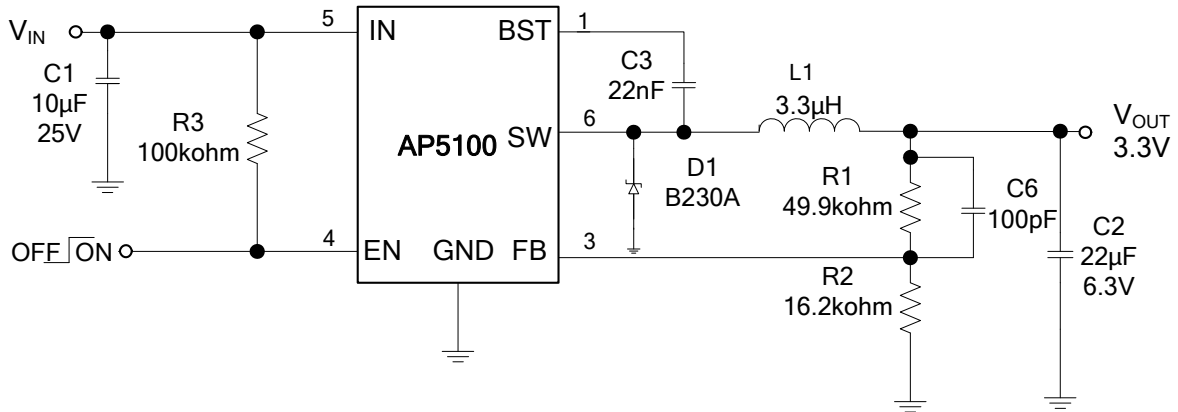 V_IN
C1
10µF
25V
R3
100kohm
OFF ON
5
IN
4
EN
AP5100
GND
BST
1
SW
6
FB
3
C3
22nF
D1
B230A
L1
3.3µH
R1
49.9kohm
C6
100pF
R2
16.2kohm
C2
22µF
6.3V
V_OUT
3.3V